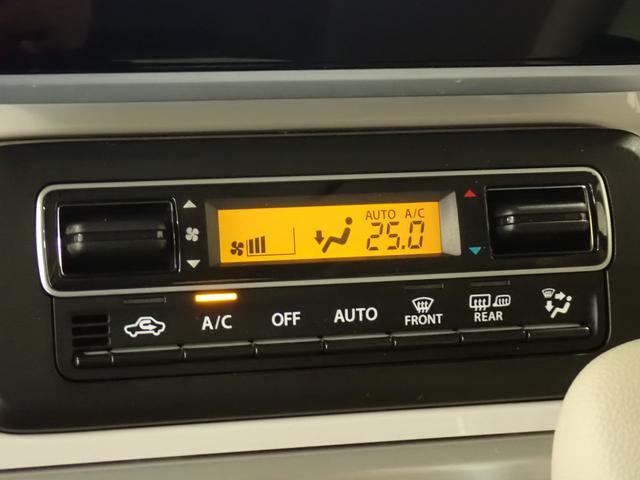 AUTO A/C
25.0
A/C
OFF
AUTO
FRONT
REAR